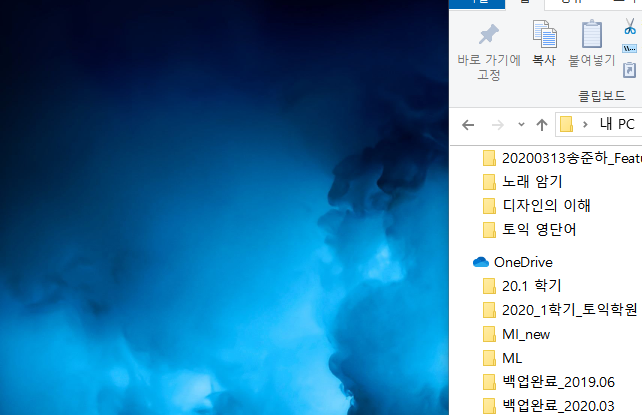 바로 가기에
고정
복사
붙여넣기
클립보드
내 PC
20200313송준하_Featu
노래 암기
디자인의 이해
토익 영단어
OneDrive
20.1 학기
2020_1학기_토익학원
MI_new
ML
백업완료_2019.06
백업완료_2020.03